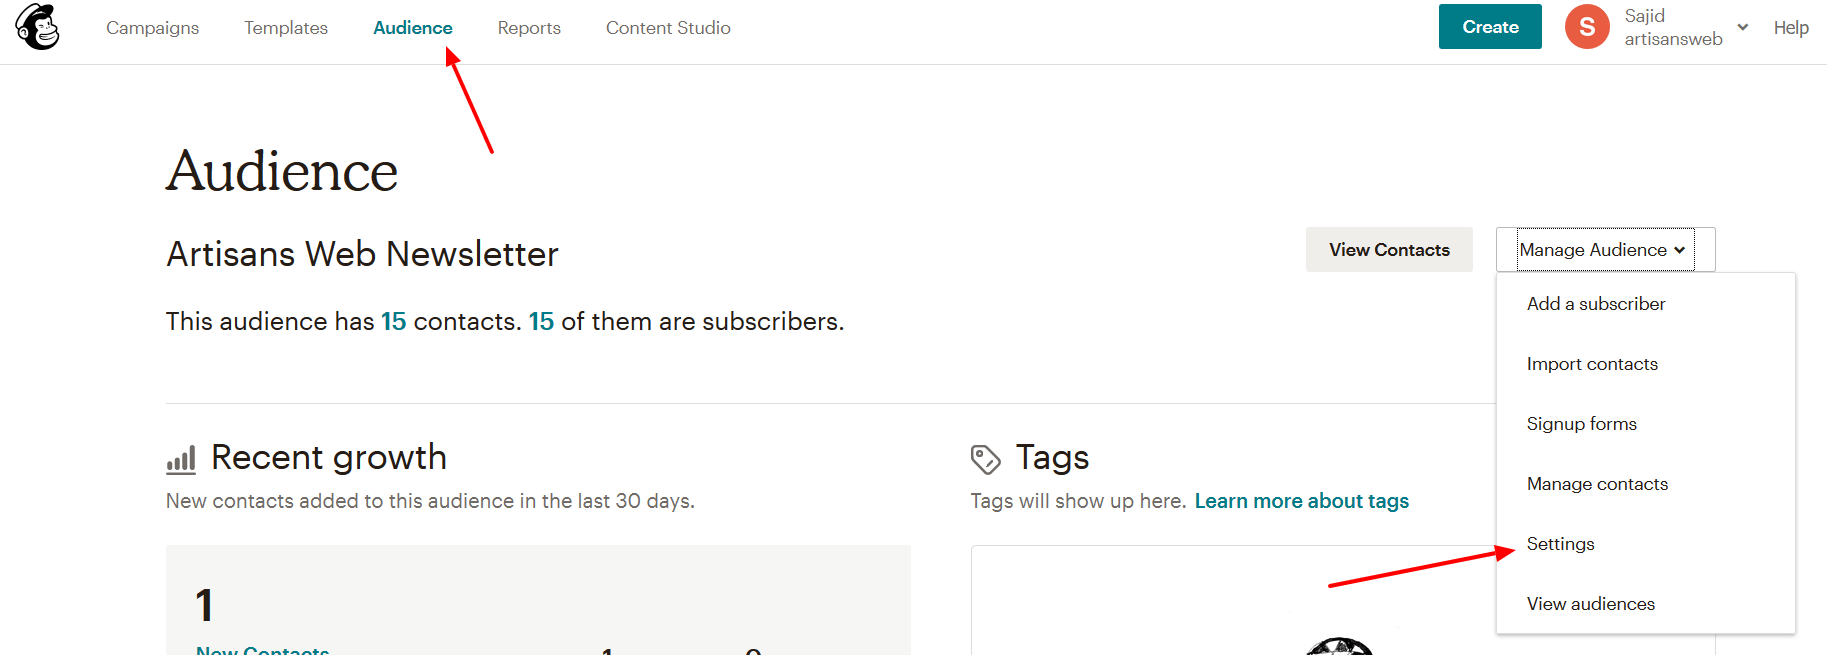 Campaigns Templates Audience Reports Content Studio Create S Sajid artisansweb Help
Audience
Artisans Web Newsletter
View Contacts Manage Audience
This audience has 15 contacts. 15 of them are subscribers.
Add a subscriber
Import contacts
Signup forms
Manage contacts
Settings
View audiences
Recent growth
New contacts added to this audience in the last 30 days.
Tags
Tags will show up here. Learn more about tags
1
New Contacts